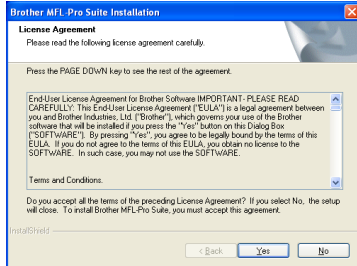 Brother MFL-Pro Suite Installation
License Agreement
Please read the following license agreement carefully.
Press the PAGE DOWN key to see the rest of the agreement.
End-User License Agreement for Brother Software IMPORTANT- PLEASE READ
CAREFULLY: This End-User License Agreement ("EULA") is a legal agreement between
you and Brother Industries, Ltd. ("Brother"), which governs your use of the Brother
software that will be installed if you press the "Yes" button on this Dialog Box
("SOFTWARE"). By pressing "Yes", you agree to be legally bound by the terms of this
EULA. If you do not agree to the terms of this EULA, you obtain no license to the
SOFTWARE. In such case, you may not use the SOFTWARE.
Terms and Conditions.
Do you accept all the terms of the preceding License Agreement? If you select No, the setup
will close. To install Brother MFL-Pro Suite, you must accept this agreement.
InstallShield
< Back Yes No